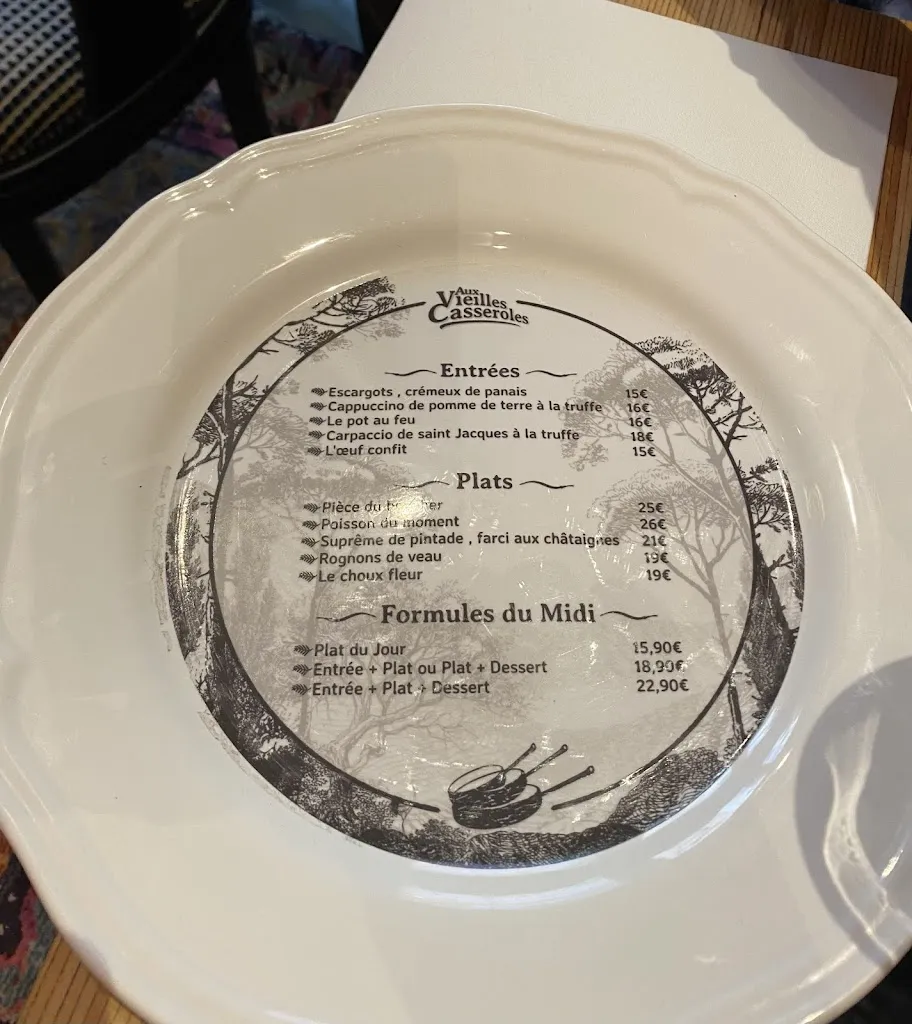 Aux
Vieilles
Casseroles
Entrées
Escargots , crémeux de panais 15€
Cappuccino de pomme de terre à la truffe 16€
Le pot au feu 16€
Carpaccio de saint Jacques à la truffe 18€
L'œuf confit 15€
Plats
Pièce du 25€
Poisson du moment 26€
Suprême de pintade , farci aux châtaignes 21€
Rognons de veau 19€
Le choux fleur 19€
Formules du Midi
Plat du Jour 15,90€
Entrée + Plat ou Plat + Dessert 18,90€
Entrée + Plat + Dessert 22,90€